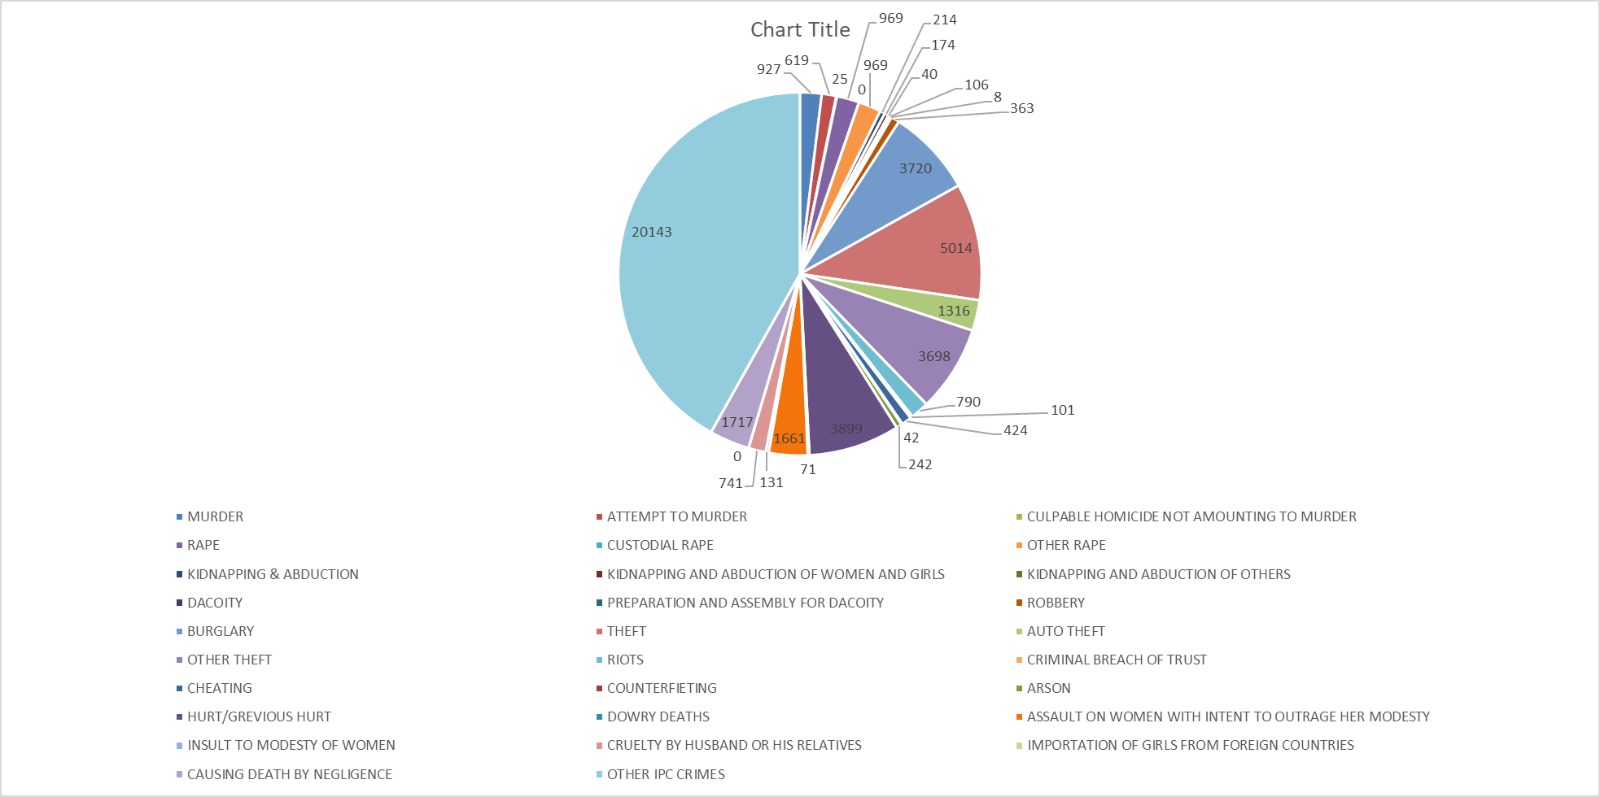 Chart Title
927
619
25
969
0
969
214
174
40
106
8
363
3720
5014
1316
3698
790
101
424
42
242
3899
71
1661
131
741
0
1717
20143
MURDER ATTEMPT TO MURDER CULPABLE HOMICIDE NOT AMOUNTING TO MURDER
RAPE CUSTODIAL RAPE OTHER RAPE
KIDNAPPING & ABDUCTION KIDNAPPING AND ABDUCTION OF WOMEN AND GIRLS KIDNAPPING AND ABDUCTION OF OTHERS
DACOITY PREPARATION AND ASSEMBLY FOR DACOITY ROBBERY
BURGLARY THEFT AUTO THEFT
OTHER THEFT RIOTS CRIMINAL BREACH OF TRUST
CHEATING COUNTERFIETING ARSON
HURT/GREVIOUS HURT DOWRY DEATHS ASSAULT ON WOMEN WITH INTENT TO OUTRAGE HER MODESTY
INSULT TO MODESTY OF WOMEN CRUELTY BY HUSBAND OR HIS RELATIVES IMPORTATION OF GIRLS FROM FOREIGN COUNTRIES
CAUSING DEATH BY NEGLIGENCE OTHER IPC CRIMES